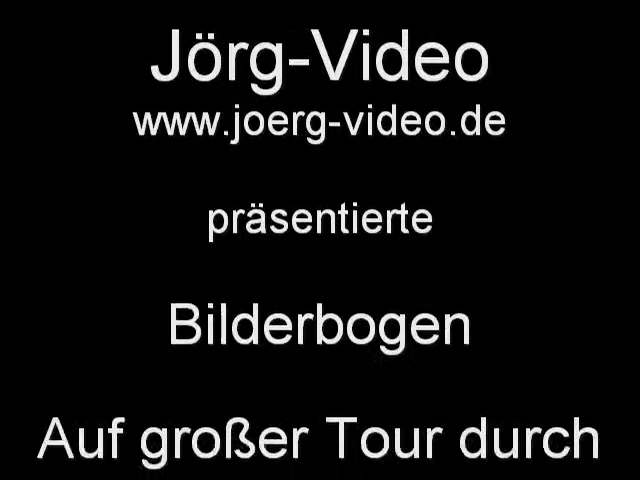 Jörg-Video
www.joerg-video.de
präsentierte
Bilderbogen
Auf großer Tour durch